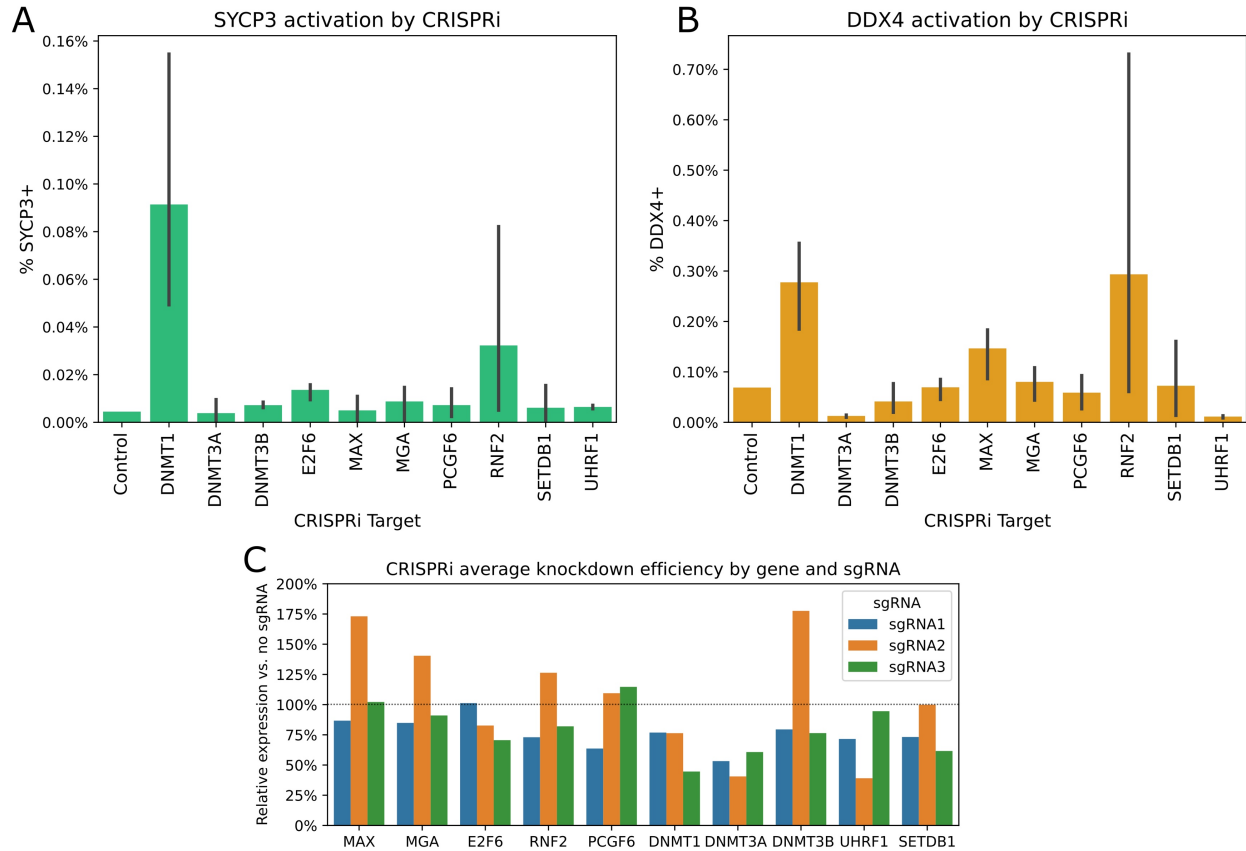 A
SYCP3 activation by CRISPRi
% SYCP3+
0.16%
0.14%
0.12%
0.10%
0.08%
0.06%
0.04%
0.02%
0.00%
Control
DNMT1
DNMT3A
DNMT3B
E2F6
MAX
MGA
PCGF6
RNF2
SETDB1
UHRF1
CRISPRi Target
B
DDX4 activation by CRISPRi
% DDX4+
0.70%
0.60%
0.50%
0.40%
0.30%
0.20%
0.10%
0.00%
Control
DNMT1
DNMT3A
DNMT3B
E2F6
MAX
MGA
PCGF6
RNF2
SETDB1
UHRF1
CRISPRi Target
C
CRISPRi average knockdown efficiency by gene and sgRNA
Relative expression vs. no sgRNA
200%
175%
150%
125%
100%
75%
50%
25%
0%
sgRNA
sgRNA1
sgRNA2
sgRNA3
MAX MGA E2F6 RNF2 PCGF6 DNMT1 DNMT3A DNMT3B UHRF1 SETDB1